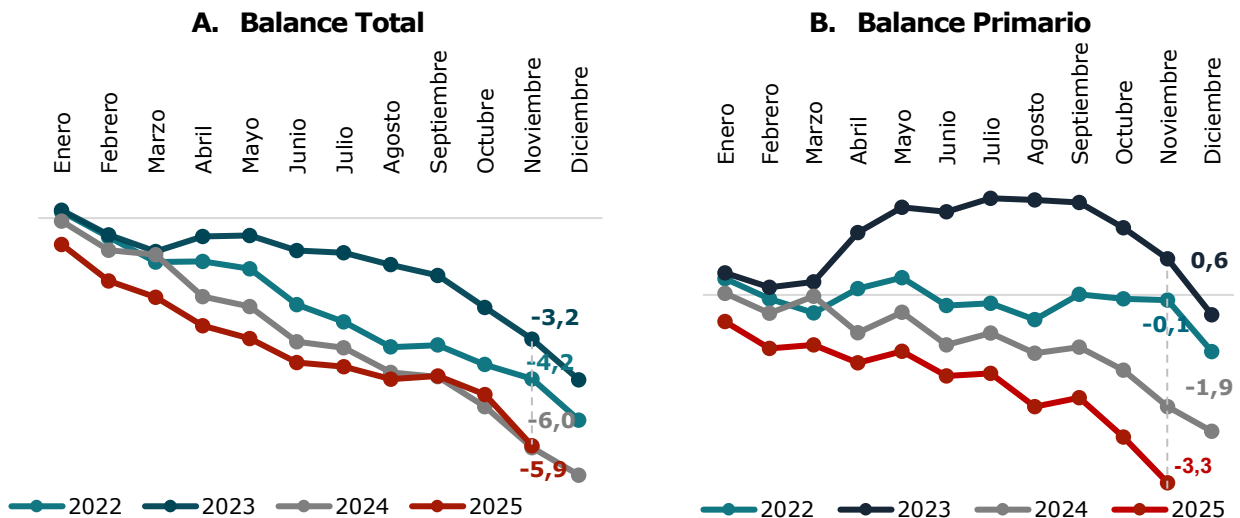 A. Balance Total
Enero
Febrero
Marzo
Abril
Mayo
Junio
Julio
Agosto
Septiembre
Octubre
Noviembre
Diciembre
-3,2
-4,2
-6,0
-5,9
2022
2023
2024
2025
B. Balance Primario
Enero
Febrero
Marzo
Abril
Mayo
Junio
Julio
Agosto
Septiembre
Octubre
Noviembre
Diciembre
0,6
-0,1
-1,9
-3,3
2022
2023
2024
2025